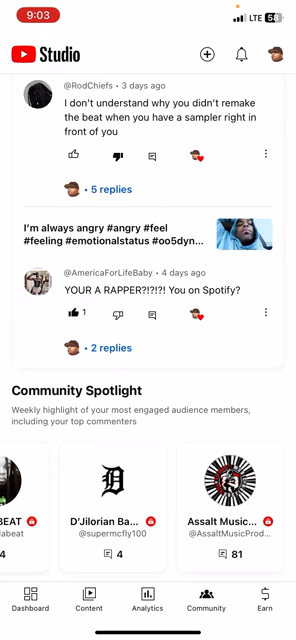 9:03
LTE 53
Studio
@RodChiefs • 3 days ago
I don't understand why you didn't remake
the beat when you have a sampler right in
front of you
• 5 replies
I'm always angry #angry #feel
#feeling #emotionalstatus #oo5dyn...
@AmericaForLifeBaby • 4 days ago
YOUR A RAPPER?!?!?! You on Spotify?
1
• 2 replies
Community Spotlight
Weekly highlight of your most engaged audience members,
including your top commenters
BEAT D'Jilorian Ba... Assalt Music...
abeat @supermcfly100 @AssaltMusicProd...
4 4 81
Dashboard Content Analytics Community Earn